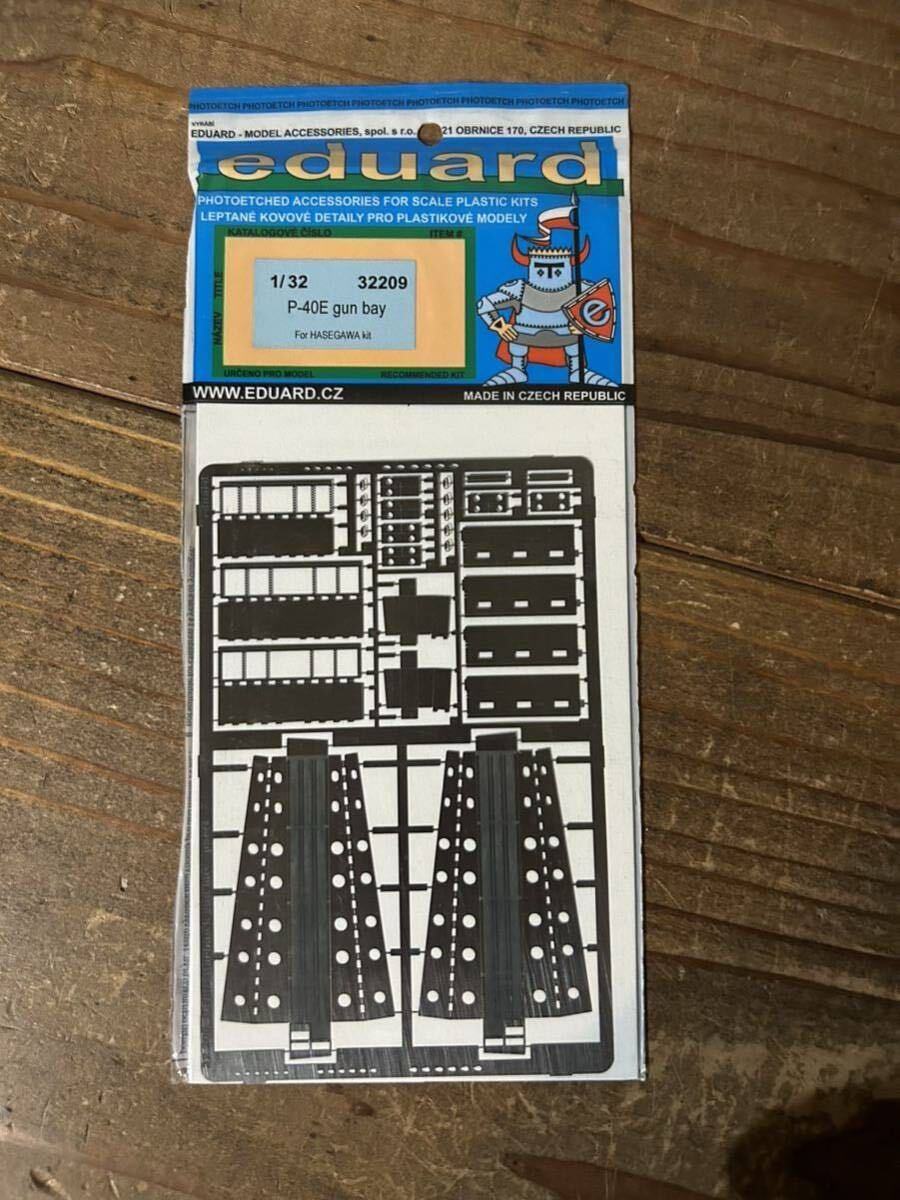 PHOTOETCH PHOTOETCH PHOTOETCH PHOTOETCH PHOTOETCH PHOTOETCH PHOTOETCH PHOTOETCH
VYRÁBÍ
EDUARD - MODEL ACCESSORIES, spol. s r.o. 21 OBRNICE 170, CZECH REPUBLIC
eduard
PHOTOETCHED ACCESSORIES FOR SCALE PLASTIC KITS
LEPTANÉ KOVOVÉ DETAILY PRO PLASTIKOVÉ MODELY
KATALOGOVÉ ČÍSLO ITEM #
NÁZEV TITLE
1/32 32209
P-40E gun bay
For HASEGAWA kit
e
URČENO PRO MODEL RECOMMENDED KIT
WWW.EDUARD.CZ MADE IN CZECH REPUBLIC